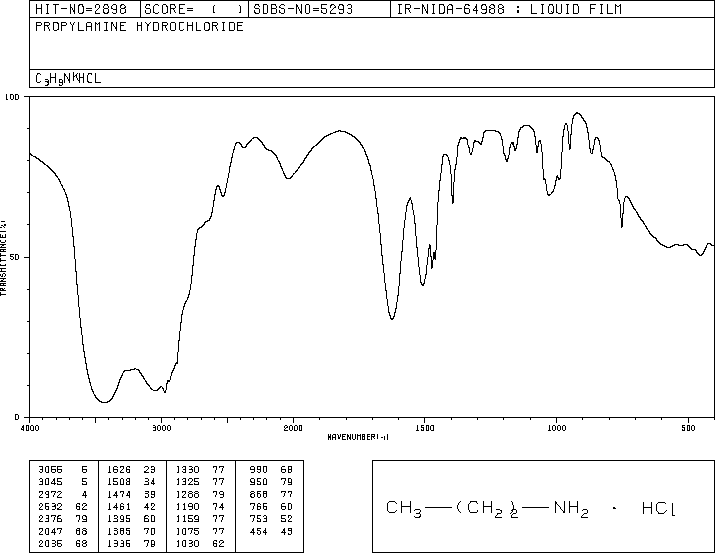 HIT-NO=2898 SCORE= ( ) SDBS-NO=5293 IR-NIDA-64988 : LIQUID FILM
PROPYLAMINE HYDROCHLORIDE
C3H9N*HCL
100
50
0
TRANSMITTANCE(%)
4000 3000 2000 1500 1000 500
WAVENUMBER(-1)
3066 6 1626 29 1330 77 990 68
3045 5 1508 34 1325 77 950 79
2972 4 1474 39 1288 79 868 77
2532 62 1461 42 1190 74 766 60
2376 79 1395 60 1159 77 753 52
2047 68 1385 70 1075 77 454 49
2035 68 1335 79 1030 62
CH3—(CH2)2—NH2 · HCl